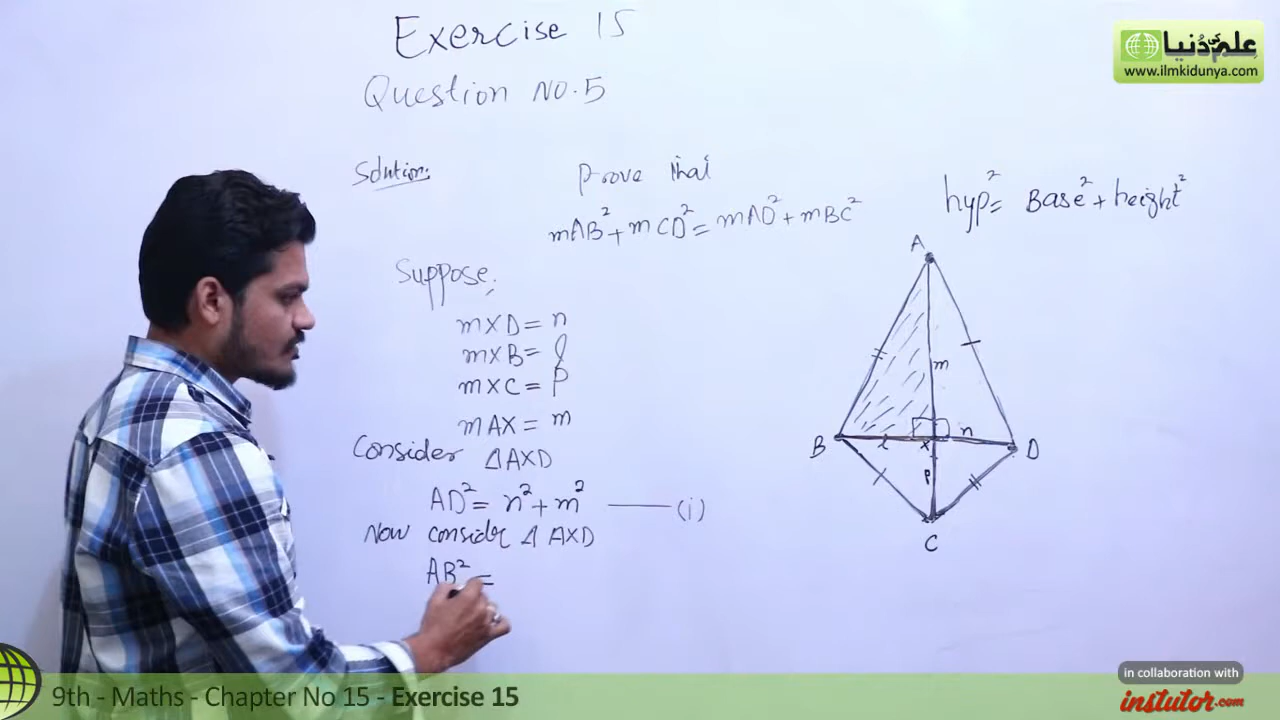 Exercise 15
Question No.5
علم کی دُنیا
www.ilmkidunya.com
Solution:
Prove that
mAB²+mCD²=mAD²+mBC²
hyp²= Base²+height²
Suppose,
mXD= n
mXB= l
mXC= P
mAX= m
Consider ΔAXD
AD²= n²+m² ——(i)
Now consider Δ AXD
AB² =
A
m
B
l
X
n
D
P
C
in collaboration with
instutor.com
9th - Maths - Chapter No 15 - Exercise 15